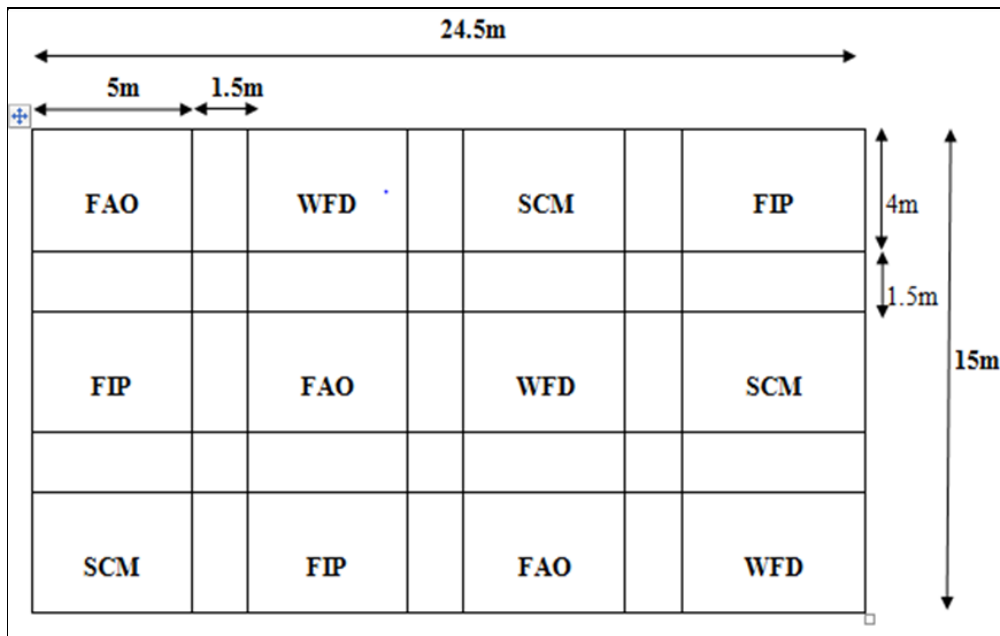 24.5m
5m 1.5m
FAO WFD SCM FIP
4m
1.5m
15m
FIP FAO WFD SCM
SCM FIP FAO WFD